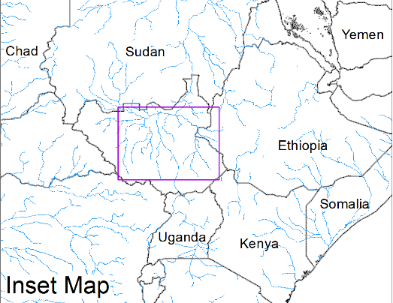 Yemen
Chad
Sudan
Ethiopia
Somalia
Uganda
Kenya
Inset Map